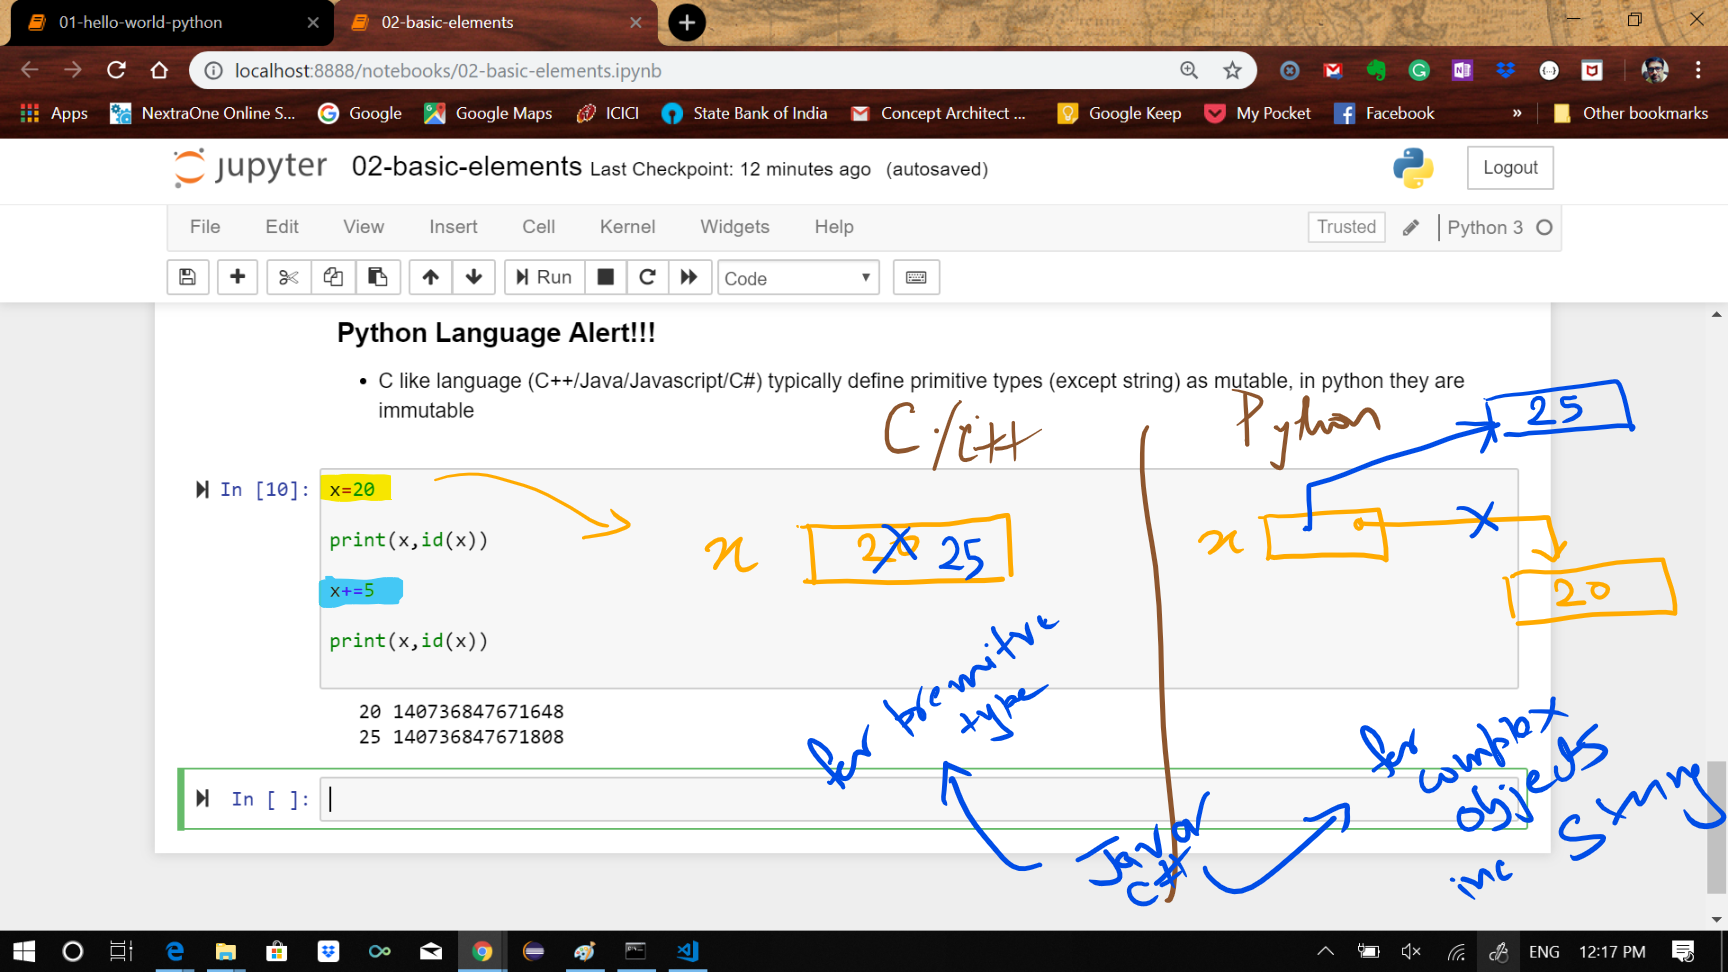 01-hello-world-python
02-basic-elements
localhost:8888/notebooks/02-basic-elements.ipynb
Apps NextraOne Online S... Google Google Maps ICICI State Bank of India Concept Architect ... Google Keep My Pocket Facebook » Other bookmarks
jupyter 02-basic-elements Last Checkpoint: 12 minutes ago (autosaved) Logout
File Edit View Insert Cell Kernel Widgets Help Trusted Python 3
Run Code
Python Language Alert!!!
• C like language (C++/Java/Javascript/C#) typically define primitive types (except string) as mutable, in python they are
immutable
C/C++ Python
25
In [10]: x=20
print(x,id(x))
x 20 25 x
20
x+=5
print(x,id(x))
20 140736847671648
25 140736847671808
for premitve
type
for complex
objects
inc String
Java
C#
In [ ]:
ENG 12:17 PM